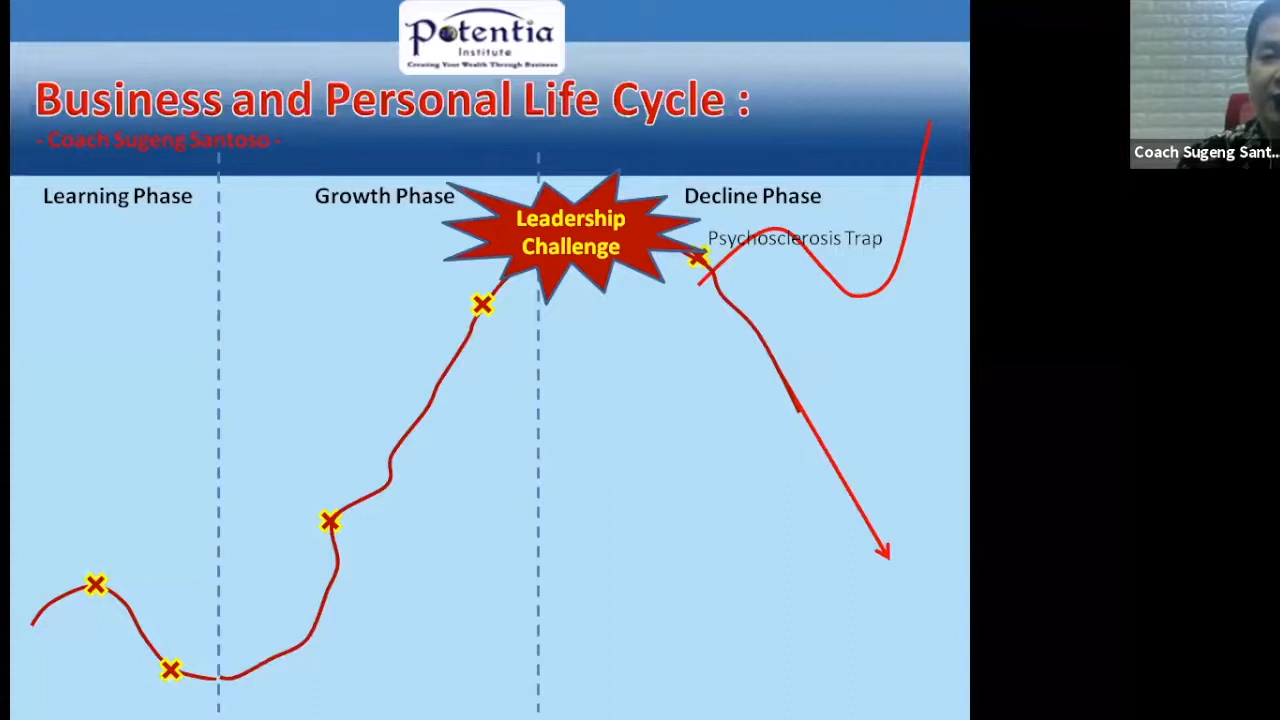 Potentia
Institute
Creating Your Wealth Through Business
Business and Personal Life Cycle :
- Coach Sugeng Santoso -
Learning Phase
Growth Phase
Leadership
Challenge
Decline Phase
Psychosclerosis Trap
Coach Sugeng Sant...